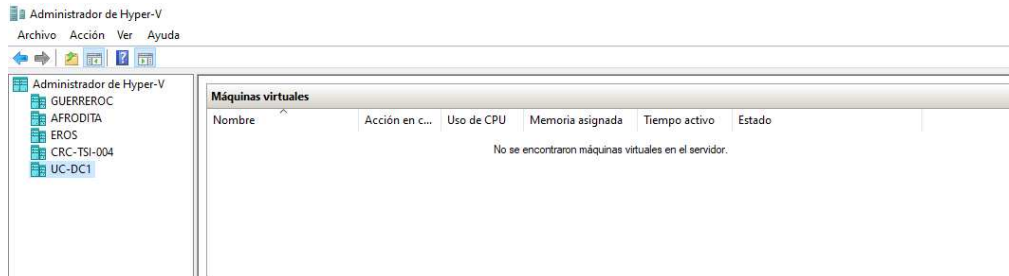 Administrador de Hyper-V
Archivo Acción Ver Ayuda
Administrador de Hyper-V
GUERREROC
AFRODITA
EROS
CRC-TSI-004
UC-DC1
Máquinas virtuales
Nombre Acción en c... Uso de CPU Memoria asignada Tiempo activo Estado
No se encontraron máquinas virtuales en el servidor.